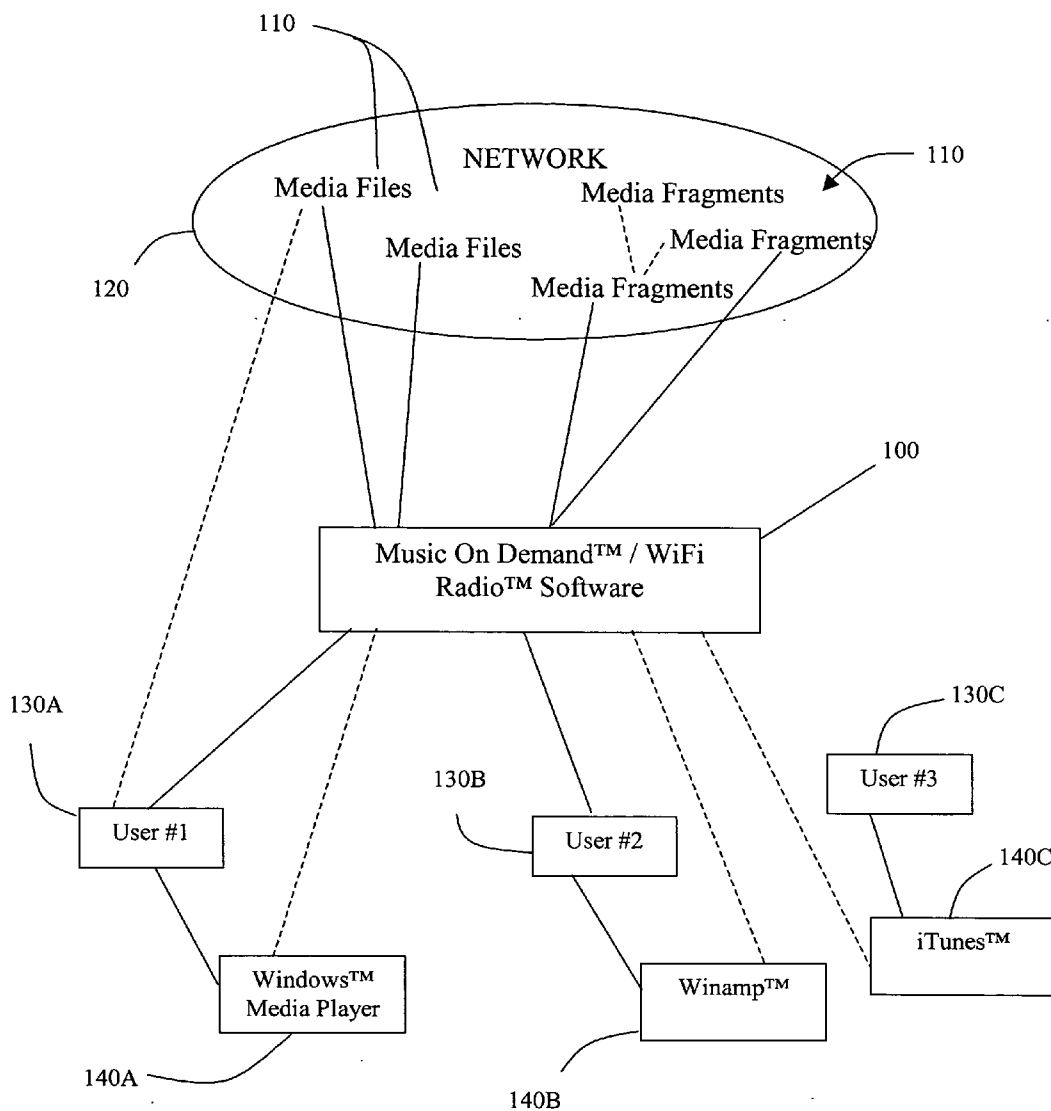 110
NETWORK
110
Media Files
Media Fragments
Media Files
Media Fragments
120
Media Fragments
100
Music On Demand™ / WiFi
Radio™ Software
130A
130C
130B
User #3
User #1
User #2
140C
iTunes™
Windows™
Media Player
Winamp™
140A
140B